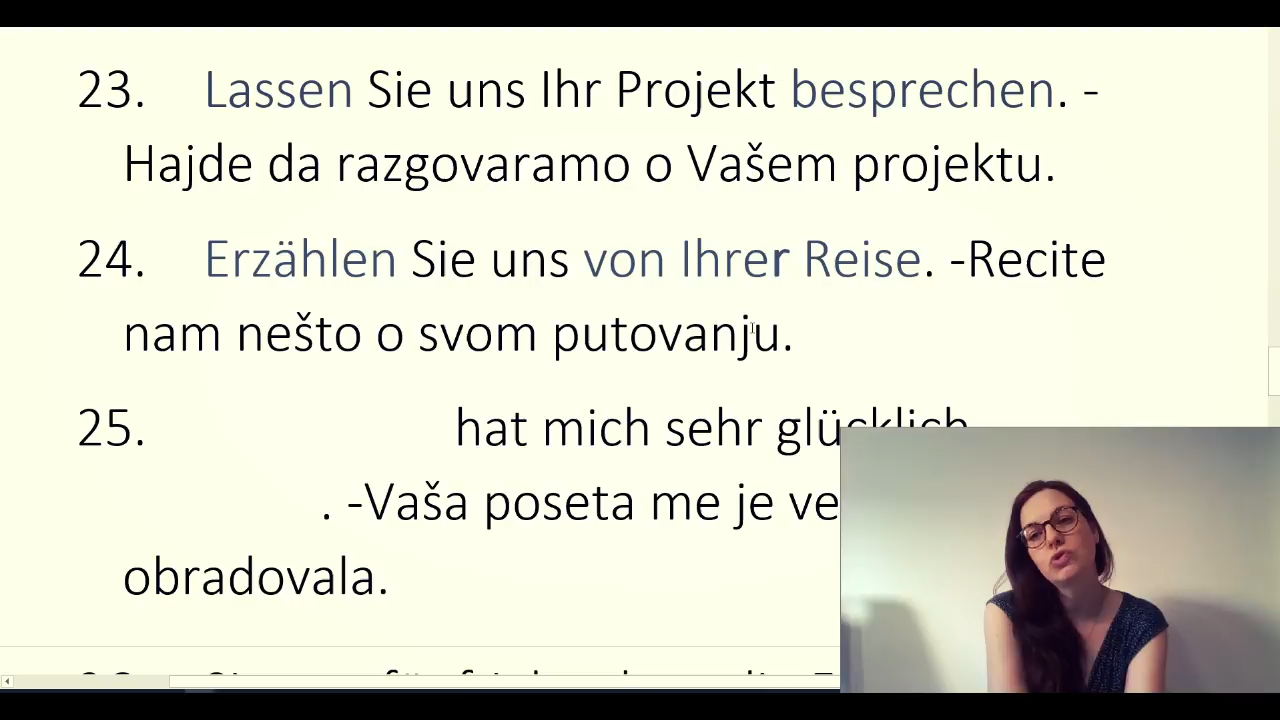 23. Lassen Sie uns Ihr Projekt besprechen. -
Hajde da razgovaramo o Vašem projektu.
24. Erzählen Sie uns von Ihrer Reise. -Recite
nam nešto o svom putovanju.
25. hat mich sehr glücklich
. -Vaša poseta me je ve
obradovala.